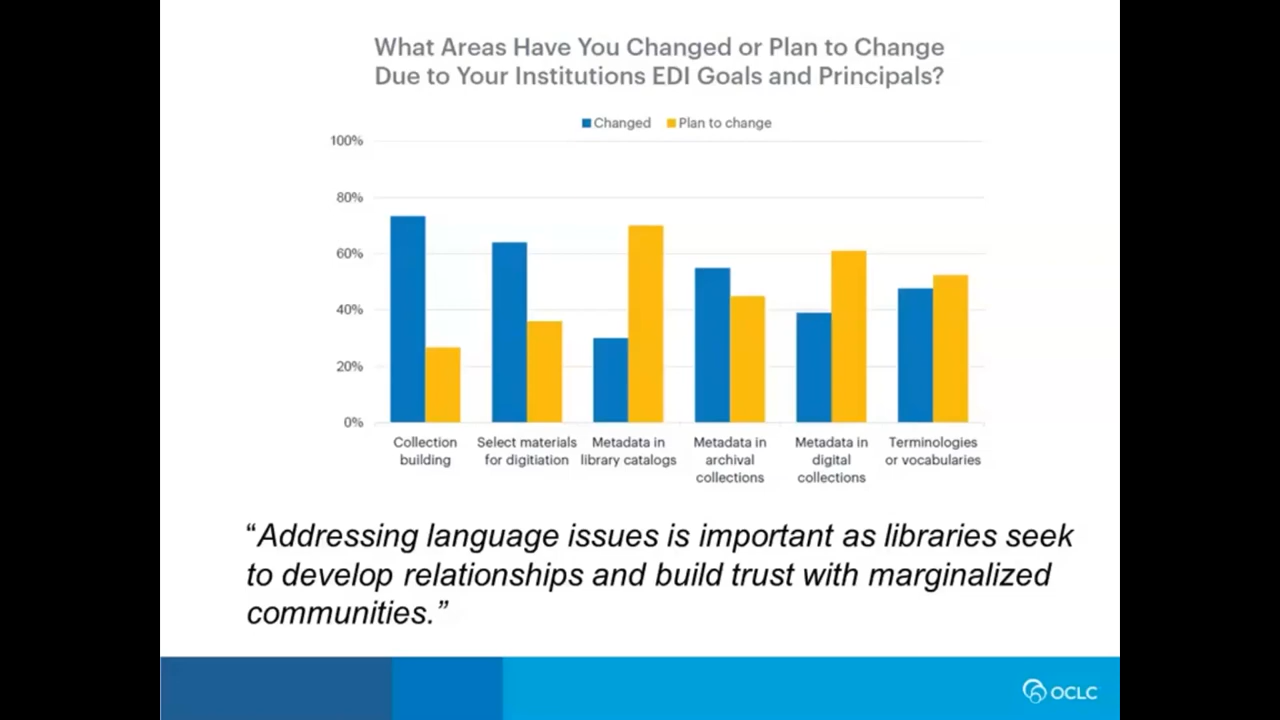 What Areas Have You Changed or Plan to Change
Due to Your Institutions EDI Goals and Principals?
Changed Plan to change
100%
80%
60%
40%
20%
0%
Collection
building
Select materials
for digitiation
Metadata in
library catalogs
Metadata in
archival
collections
Metadata in
digital
collections
Terminologies
or vocabularies
“Addressing language issues is important as libraries seek
to develop relationships and build trust with marginalized
communities.”
OCLC